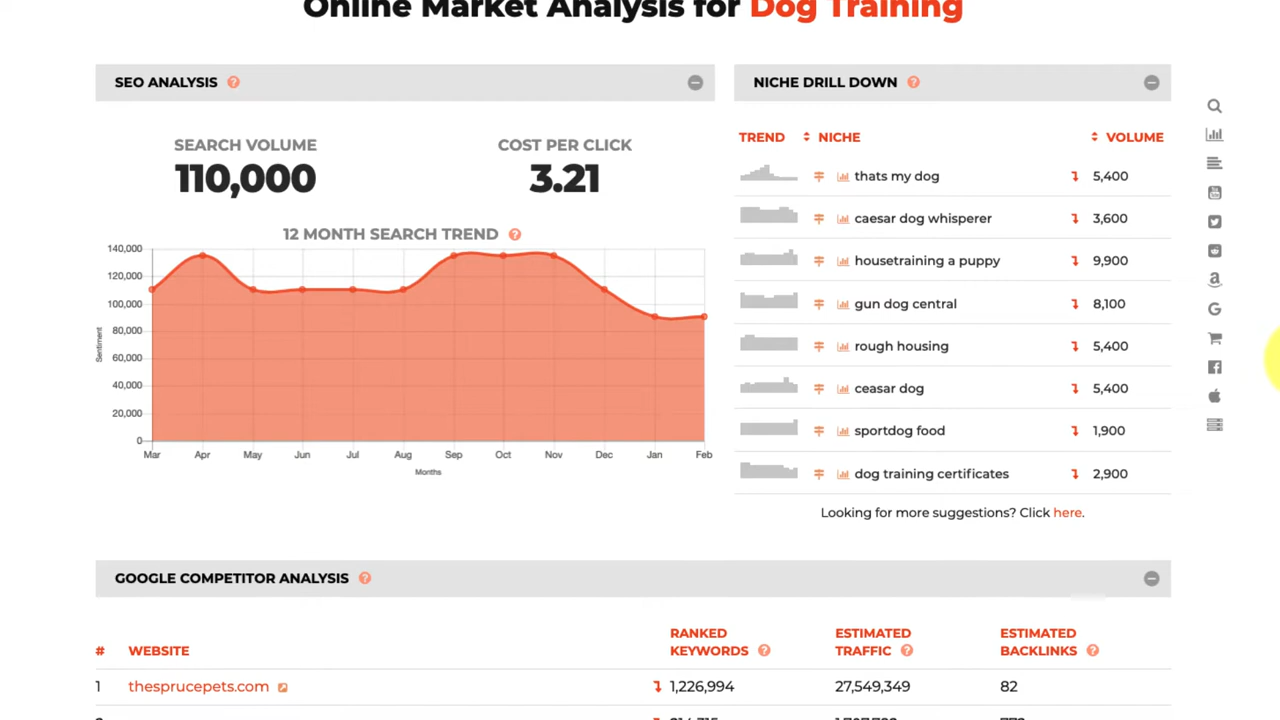 Online Market Analysis for Dog Training
SEO ANALYSIS ?
SEARCH VOLUME
110,000
COST PER CLICK
3.21
12 MONTH SEARCH TREND ?
140,000
120,000
100,000
80,000
60,000
40,000
20,000
0
Sentiment
Mar Apr May Jun Jul Aug Sep Oct Nov Dec Jan Feb
Months
NICHE DRILL DOWN ?
TREND NICHE VOLUME
thats my dog 5,400
caesar dog whisperer 3,600
housetraining a puppy 9,900
gun dog central 8,100
rough housing 5,400
ceasar dog 5,400
sportdog food 1,900
dog training certificates 2,900
Looking for more suggestions? Click here.
GOOGLE COMPETITOR ANALYSIS ?
# WEBSITE
RANKED KEYWORDS ?
ESTIMATED TRAFFIC ?
ESTIMATED BACKLINKS ?
1 thesprucepets.com 1,226,994 27,549,349 82